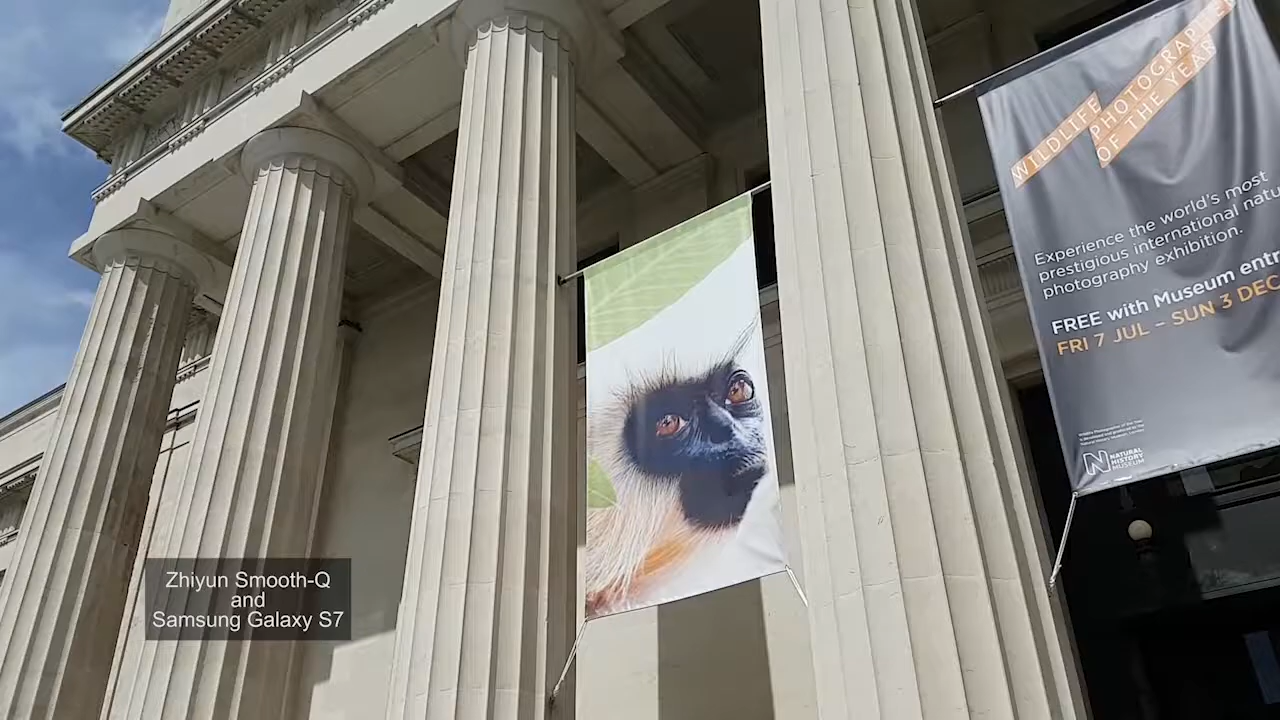 WILDLIFE
PHOTOGRAPHER
OF THE YEAR
Experience the world's most
prestigious international natu
photography exhibition.
FREE with Museum entr
FRI 7 JUL – SUN 3 DEC
NATURAL
HISTORY
MUSEUM
Zhiyun Smooth-Q
and
Samsung Galaxy S7